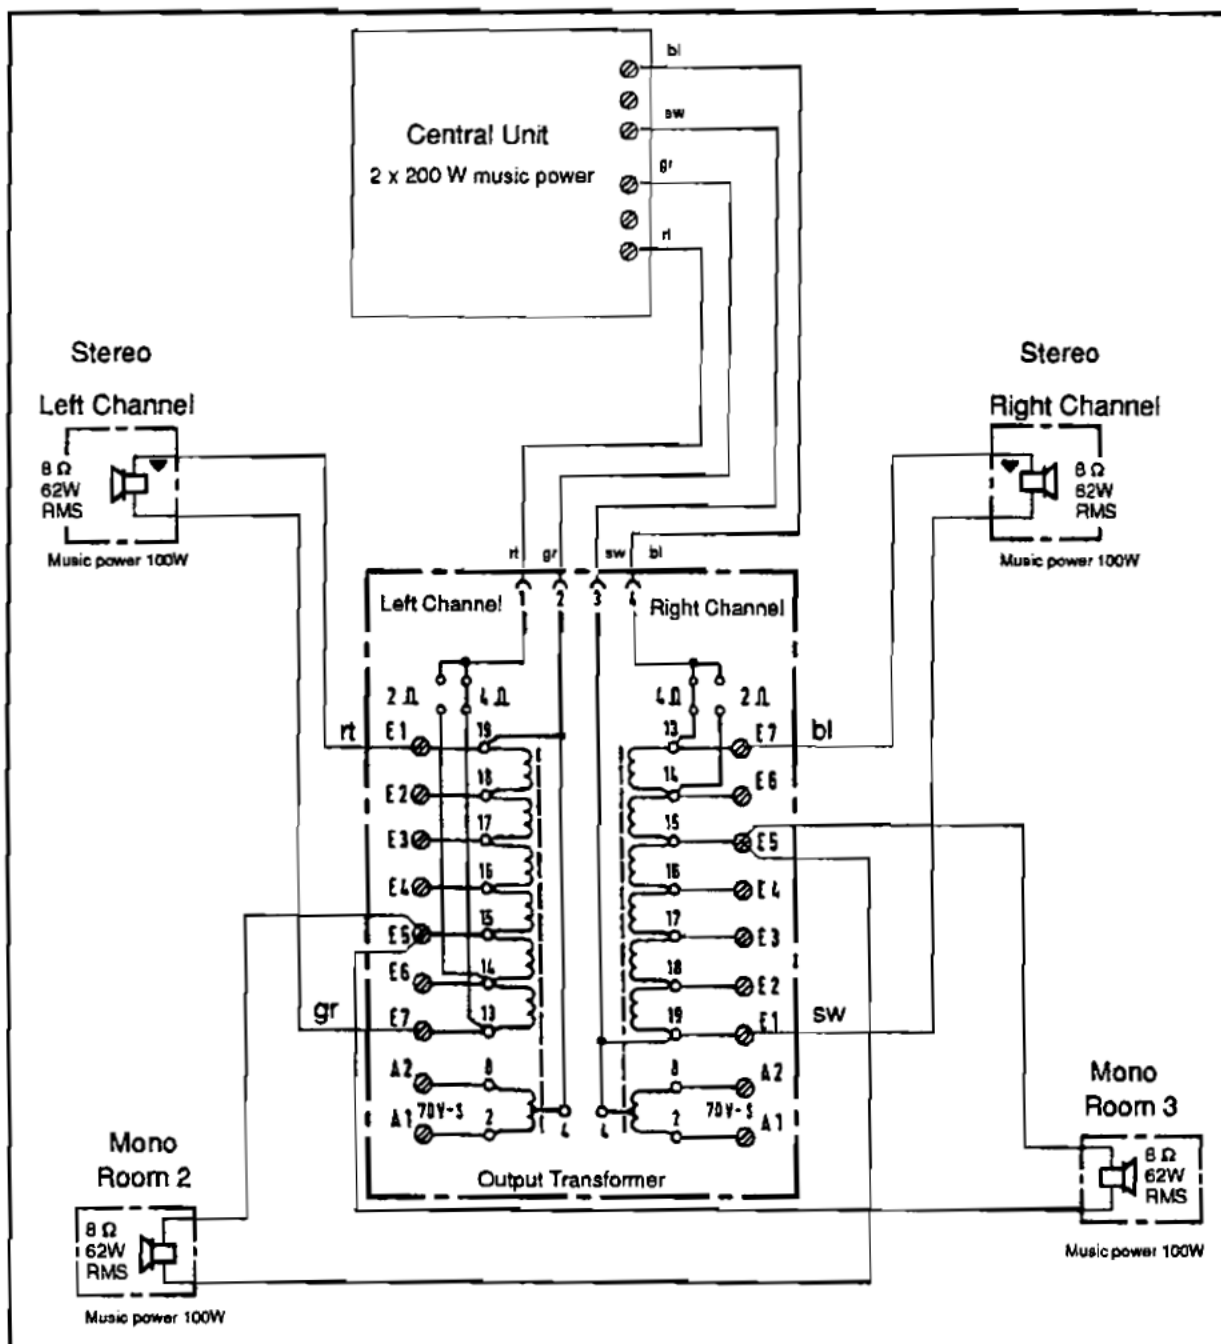 bl
sw
Central Unit
2 x 200 W music power
gr
rl
Stereo
Left Channel
8 Ω
62W
RMS
Music power 100W
Stereo
Right Channel
8 Ω
62W
RMS
Music power 100W
rt gr sw bl
1 2 3 4
Left Channel
Right Channel
2 Ω 4 Ω
4 Ω 2 Ω
rt E1 19
13 E7 bl
E2 18
14 E6
E3 17
15 E5
E4 16
16 E4
E5 15
17 E3
E6 14
18 E2
gr E7 13
19 E1 sw
A2 8
8 A2
70V-S
70V-S
A1 2 4
4 2 A1
Output Transformer
Mono
Room 2
8 Ω
62W
RMS
Music power 100W
Mono
Room 3
8 Ω
62W
RMS
Music power 100W